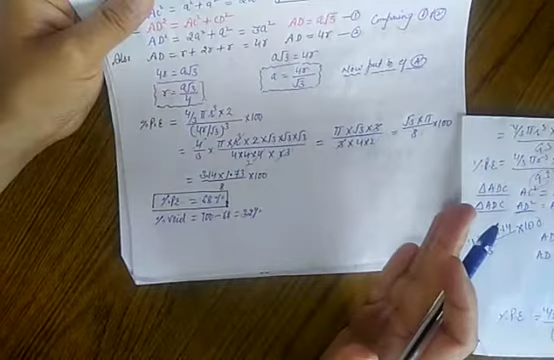 AC² = a² + a² = 2a²
AD² = AC² + CD²
AD² = 2a² + a² = 3a² AD = a√3 —① Comparing ① & ②
Also AD = r + 2r + r = 4r AD = 4r —②
4r = a√3 a√3 = 4r
r = a√3/4 a = 4r/√3 Now put
% P.E = 4/3 π r³ × 2 / (4r/√3)³ × 100
= 4/3 × π × r³ × 2 × √3 × √3 × √3 / 4 × 4 × 4 × r³ = π × √3 × 3 / 3 × 4 × 2 = √3 × π / 8 × 100
= 3.14 × 1.73 / 8 × 100
% P.E = 68%
% void = 100 - 68 = 32%
% P.E =
ΔADC AC² =
ΔADC AD² =
× 100
AD
AD
% P.E =